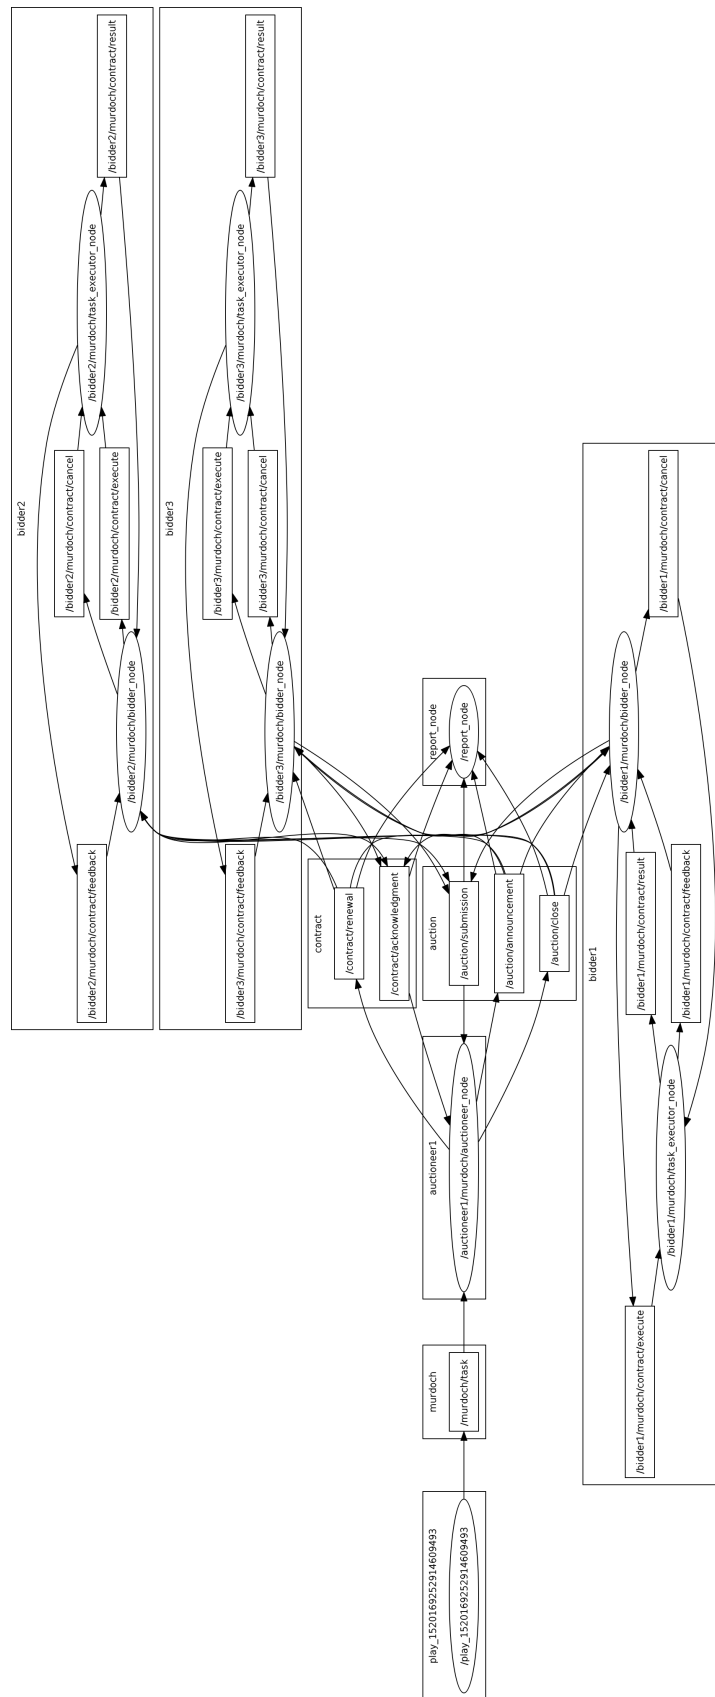 bidder2
/bidder2/murdoch/contract/result
/bidder2/murdoch/task_executor_node
/bidder2/murdoch/contract/cancel
/bidder2/murdoch/contract/execute
/bidder2/murdoch/bidder_node
/bidder2/murdoch/contract/feedback
bidder3
/bidder3/murdoch/contract/result
/bidder3/murdoch/task_executor_node
/bidder3/murdoch/contract/execute
/bidder3/murdoch/contract/cancel
/bidder3/murdoch/bidder_node
/bidder3/murdoch/contract/feedback
contract
/contract/renewal
/contract/acknowledgment
report_node
/report_node
auction
/auction/submission
/auction/announcement
/auction/close
auctioneer1
/auctioneer1/murdoch/auctioneer_node
murdoch
/murdoch/task
play_1520169252914609493
/play_1520169252914609493
bidder1
/bidder1/murdoch/contract/cancel
/bidder1/murdoch/bidder_node
/bidder1/murdoch/contract/result
/bidder1/murdoch/contract/feedback
/bidder1/murdoch/task_executor_node
/bidder1/murdoch/contract/execute